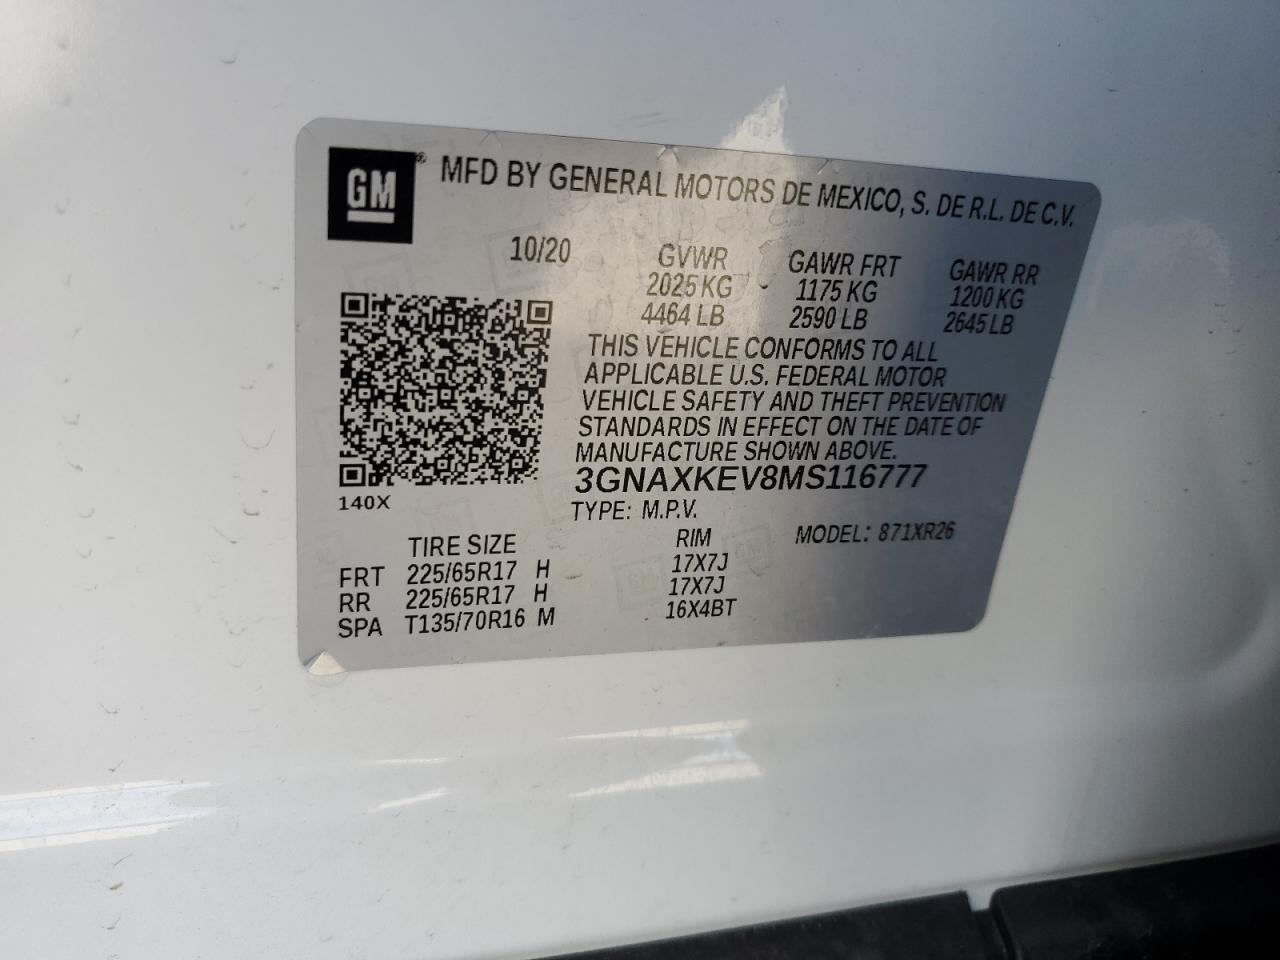 GM® MFD BY GENERAL MOTORS DE MEXICO, S. DE R.L. DE C.V.
10/20 GVWR GAWR FRT GAWR RR
2025 KG 1175 KG 1200 KG
4464 LB 2590 LB 2645 LB
THIS VEHICLE CONFORMS TO ALL
APPLICABLE U.S. FEDERAL MOTOR
VEHICLE SAFETY AND THEFT PREVENTION
STANDARDS IN EFFECT ON THE DATE OF
MANUFACTURE SHOWN ABOVE.
3GNAXKEV8MS116777
140X
TYPE: M.P.V. MODEL: 871XR26
TIRE SIZE RIM
FRT 225/65R17 H 17X7J
RR 225/65R17 H 17X7J
SPA T135/70R16 M 16X4BT